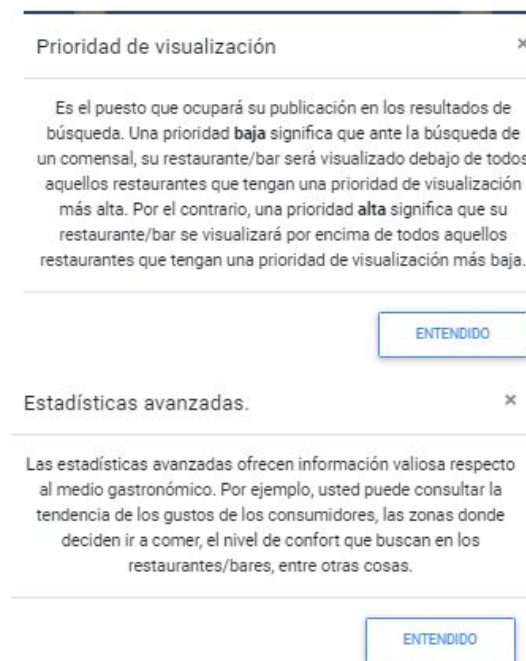 Prioridad de visualización ×
Es el puesto que ocupará su publicación en los resultados de
búsqueda. Una prioridad baja significa que ante la búsqueda de
un comensal, su restaurante/bar será visualizado debajo de todos
aquellos restaurantes que tengan una prioridad de visualización
más alta. Por el contrario, una prioridad alta significa que su
restaurante/bar se visualizará por encima de todos aquellos
restaurantes que tengan una prioridad de visualización más baja.
ENTENDIDO
Estadísticas avanzadas. ×
Las estadísticas avanzadas ofrecen información valiosa respecto
al medio gastronómico. Por ejemplo, usted puede consultar la
tendencia de los gustos de los consumidores, las zonas donde
deciden ir a comer, el nivel de confort que buscan en los
restaurantes/bares, entre otras cosas.
ENTENDIDO